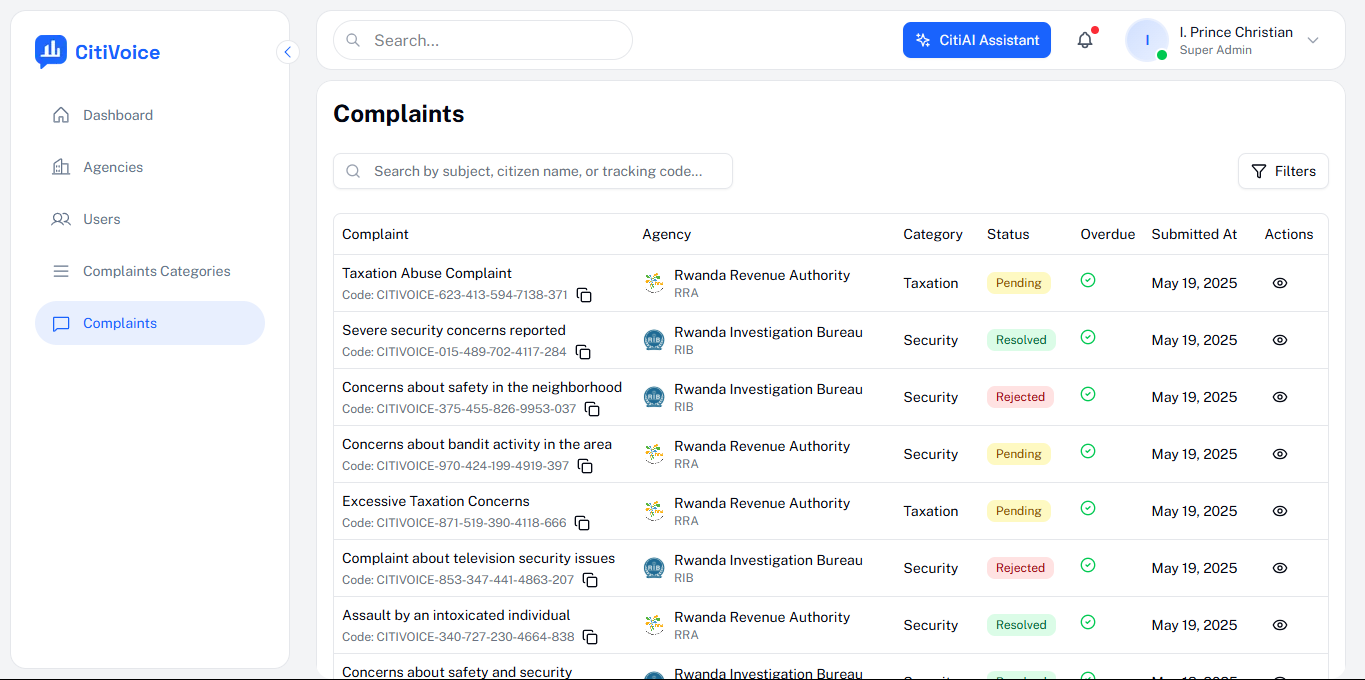 CitiVoice
Search...
CitiAI Assistant
I
I. Prince Christian
Super Admin
Dashboard
Agencies
Users
Complaints Categories
Complaints
Complaints
Search by subject, citizen name, or tracking code...
Filters
Complaint Agency Category Status Overdue Submitted At Actions
Taxation Abuse Complaint
Code: CITIVOICE-623-413-594-7138-371
Rwanda Revenue Authority
RRA
Taxation Pending May 19, 2025
Severe security concerns reported
Code: CITIVOICE-015-489-702-4117-284
RIB
Rwanda Investigation Bureau
RIB
Security Resolved May 19, 2025
Concerns about safety in the neighborhood
Code: CITIVOICE-375-455-826-9953-037
RIB
Rwanda Investigation Bureau
RIB
Security Rejected May 19, 2025
Concerns about bandit activity in the area
Code: CITIVOICE-970-424-199-4919-397
Rwanda Revenue Authority
RRA
Security Pending May 19, 2025
Excessive Taxation Concerns
Code: CITIVOICE-871-519-390-4118-666
Rwanda Revenue Authority
RRA
Taxation Pending May 19, 2025
Complaint about television security issues
Code: CITIVOICE-853-347-441-4863-207
RIB
Rwanda Investigation Bureau
RIB
Security Rejected May 19, 2025
Assault by an intoxicated individual
Code: CITIVOICE-340-727-230-4664-838
Rwanda Revenue Authority
RRA
Security Resolved May 19, 2025
Concerns about safety and security
Rwanda Investigation Bureau